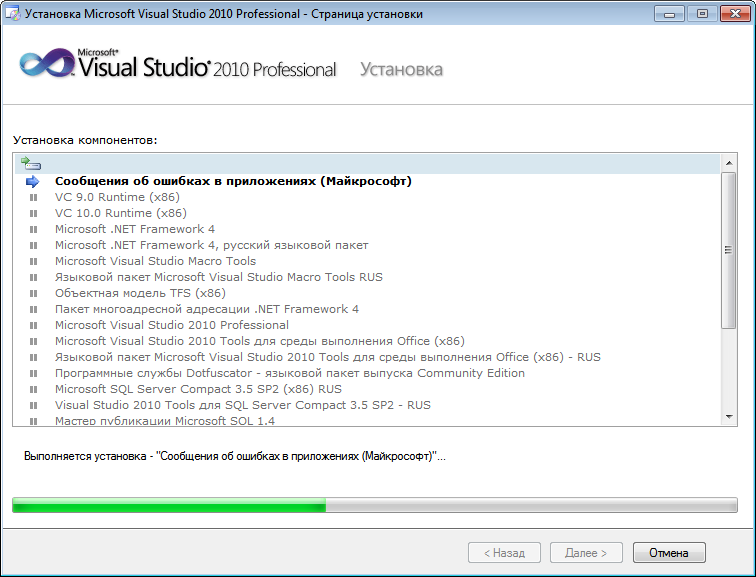 Установка Microsoft Visual Studio 2010 Professional - Страница установки
Microsoft®
Visual Studio® 2010 Professional Установка
Установка компонентов:
Сообщения об ошибках в приложениях (Майкрософт)
VC 9.0 Runtime (x86)
VC 10.0 Runtime (x86)
Microsoft .NET Framework 4
Microsoft .NET Framework 4, русский языковой пакет
Microsoft Visual Studio Macro Tools
Языковой пакет Microsoft Visual Studio Macro Tools RUS
Объектная модель TFS (x86)
Пакет многоадресной адресации .NET Framework 4
Microsoft Visual Studio 2010 Professional
Microsoft Visual Studio 2010 Tools для среды выполнения Office (x86)
Языковой пакет Microsoft Visual Studio 2010 Tools для среды выполнения Office (x86) - RUS
Программные службы Dotfuscator - языковой пакет выпуска Community Edition
Microsoft SQL Server Compact 3.5 SP2 (x86) RUS
Visual Studio 2010 Tools для SQL Server Compact 3.5 SP2 - RUS
Мастер публикации Microsoft SQL 1.4
Выполняется установка - "Сообщения об ошибках в приложениях (Майкрософт)"...
< Назад Далее > Отмена